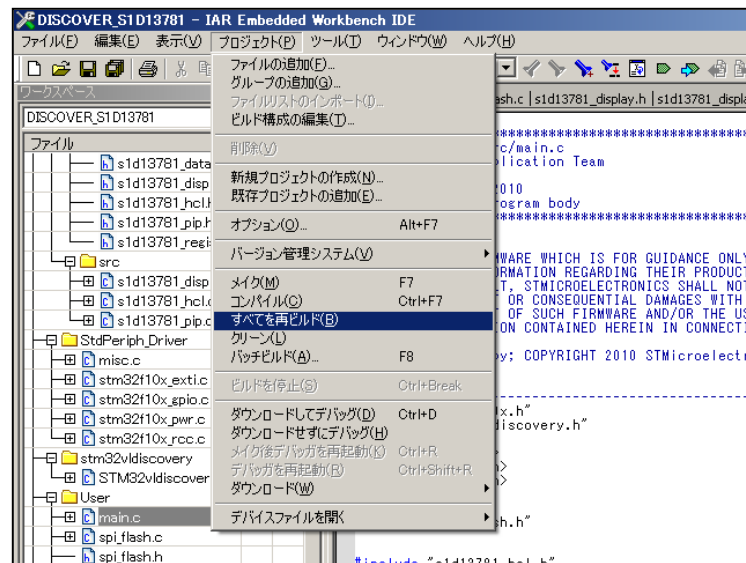 DISCOVER_S1D13781 - IAR Embedded Workbench IDE
ファイル(F) 編集(E) 表示(V) プロジェクト(P) ツール(T) ウィンドウ(W) ヘルプ(H)
ワークスペース
DISCOVER_S1D13781
ファイル
s1d13781_data
s1d13781_disp
s1d13781_hcl.h
s1d13781_pip.h
s1d13781_regis
src
s1d13781_disp
s1d13781_hcl.c
s1d13781_pip.c
StdPeriph_Driver
misc.c
stm32f10x_exti.c
stm32f10x_gpio.c
stm32f10x_pwr.c
stm32f10x_rcc.c
stm32vldiscovery
STM32vldiscover
User
main.c
spi_flash.c
spi_flash.h
ファイルの追加(F)...
グループの追加(G)...
ファイルリストのインポート(I)...
ビルド構成の編集(T)...
削除(V)
新規プロジェクトの作成(N)...
既存プロジェクトの追加(E)...
オプション(O)... Alt+F7
バージョン管理システム(V)
メイク(M) F7
コンパイル(C) Ctrl+F7
すべてを再ビルド(B)
クリーン(L)
バッチビルド(A)... F8
ビルドを停止(S) Ctrl+Break
ダウンロードしてデバッグ(D) Ctrl+D
ダウンロードせずにデバッグ(H)
メイク後デバッガを再起動(K) Ctrl+R
デバッガを再起動(R) Ctrl+Shift+R
ダウンロード(W)
デバイスファイルを開く
ash.c | s1d13781_display.h | s1d13781_displa
****************************
rc/main.c
plication Team
010
ogram body
****************************
MWARE WHICH IS FOR GUIDANCE ONLY
RMATION REGARDING THEIR PRODUCT
T, STMICROELECTRONICS SHALL NOT
OR CONSEQUENTIAL DAMAGES WITH
OF SUCH FIRMWARE AND/OR THE US
ON CONTAINED HEREIN IN CONNECTI
py; COPYRIGHT 2010 STMicroelectr
----------------------------
x.h"
discovery.h"
>
h>
h>
sh.h"
#include "s1d13781_hcl.h"